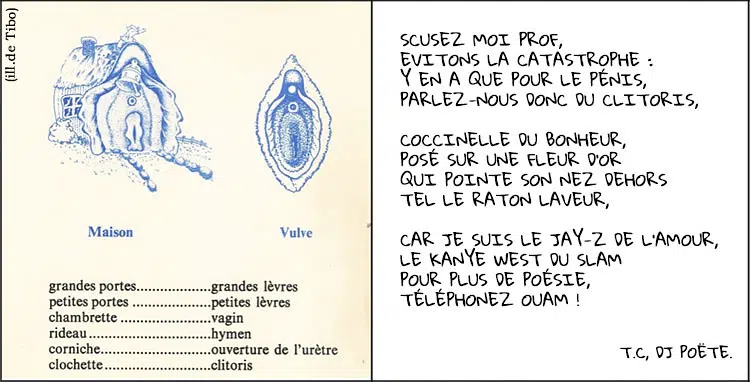 (ill.de Tibo)
Maison
Vulve
grandes portes....................grandes lèvres
petites portes .....................petites lèvres
chambrette ........................vagin
rideau.................................hymen
corniche..............................ouverture de l'urètre
clochette.............................clitoris
SCUSEZ MOI PROF,
EVITONS LA CATASTROPHE :
Y EN A QUE POUR LE PÉNIS,
PARLEZ-NOUS DONC DU CLITORIS,
COCCINELLE DU BONHEUR,
POSÉ SUR UNE FLEUR D'OR
QUI POINTE SON NEZ DEHORS
TEL LE RATON LAVEUR,
CAR JE SUIS LE JAY-Z DE L'AMOUR,
LE KANYE WEST DU SLAM
POUR PLUS DE POÉSIE,
TÉLÉPHONEZ OUAM !
T.C, DJ POËTE.